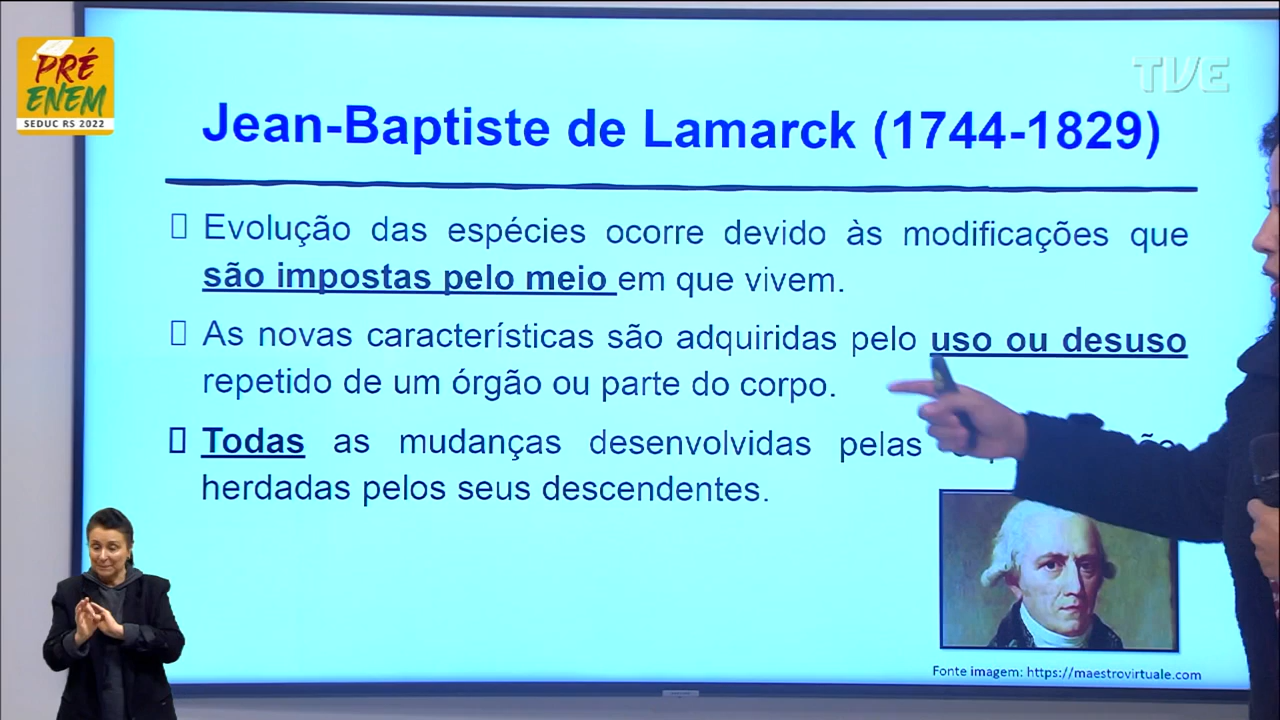 PRÉ
ENEM
SEDUC RS 2022
TVE
Jean-Baptiste de Lamarck (1744-1829)
Evolução das espécies ocorre devido às modificações que
são impostas pelo meio em que vivem.
As novas características são adquiridas pelo uso ou desuso
repetido de um órgão ou parte do corpo.
Todas as mudanças desenvolvidas pelas
herdadas pelos seus descendentes.
Fonte imagem: https://maestrovirtuale.com